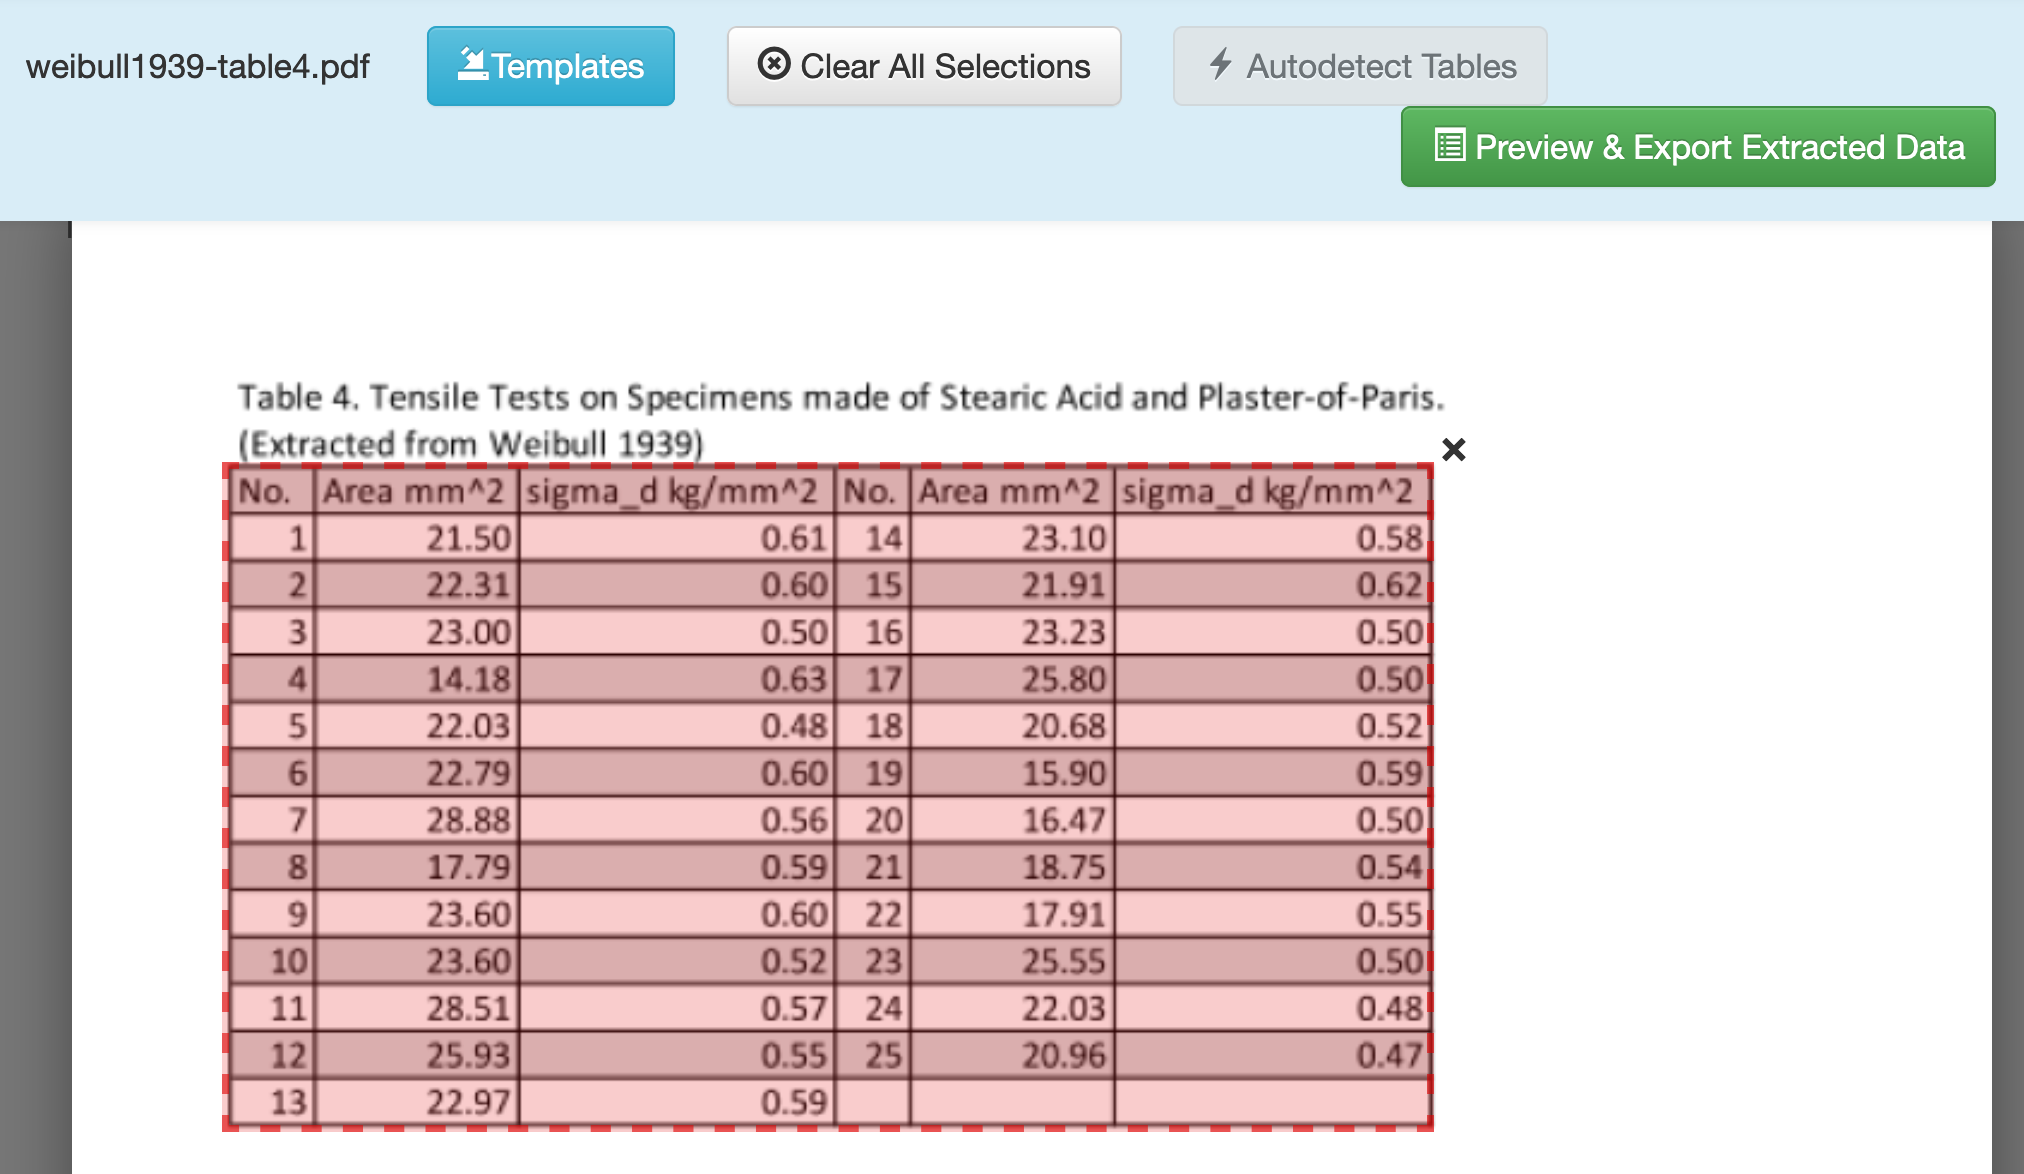 weibull1939-table4.pdf Templates Clear All Selections Autodetect Tables
Preview & Export Extracted Data
Table 4. Tensile Tests on Specimens made of Stearic Acid and Plaster-of-Paris.
(Extracted from Weibull 1939)
No. Area mm^2 sigma_d kg/mm^2 No. Area mm^2 sigma_d kg/mm^2
1 21.50 0.61 14 23.10 0.58
2 22.31 0.60 15 21.91 0.62
3 23.00 0.50 16 23.23 0.50
4 14.18 0.63 17 25.80 0.50
5 22.03 0.48 18 20.68 0.52
6 22.79 0.60 19 15.90 0.59
7 28.88 0.56 20 16.47 0.50
8 17.79 0.59 21 18.75 0.54
9 23.60 0.60 22 17.91 0.55
10 23.60 0.52 23 25.55 0.50
11 28.51 0.57 24 22.03 0.48
12 25.93 0.55 25 20.96 0.47
13 22.97 0.59